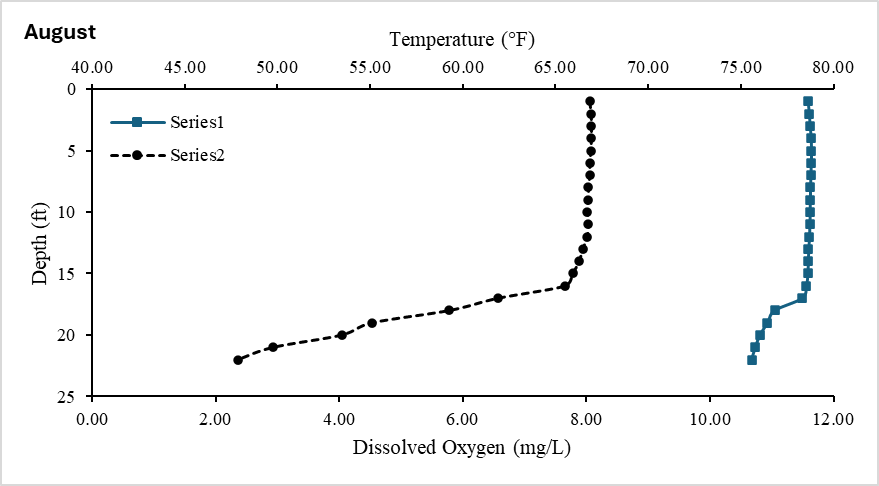 August
Temperature (°F)
40.00 45.00 50.00 55.00 60.00 65.00 70.00 75.00 80.00
0
5
10
15
20
25
Depth (ft)
Series1
Series2
0.00 2.00 4.00 6.00 8.00 10.00 12.00
Dissolved Oxygen (mg/L)